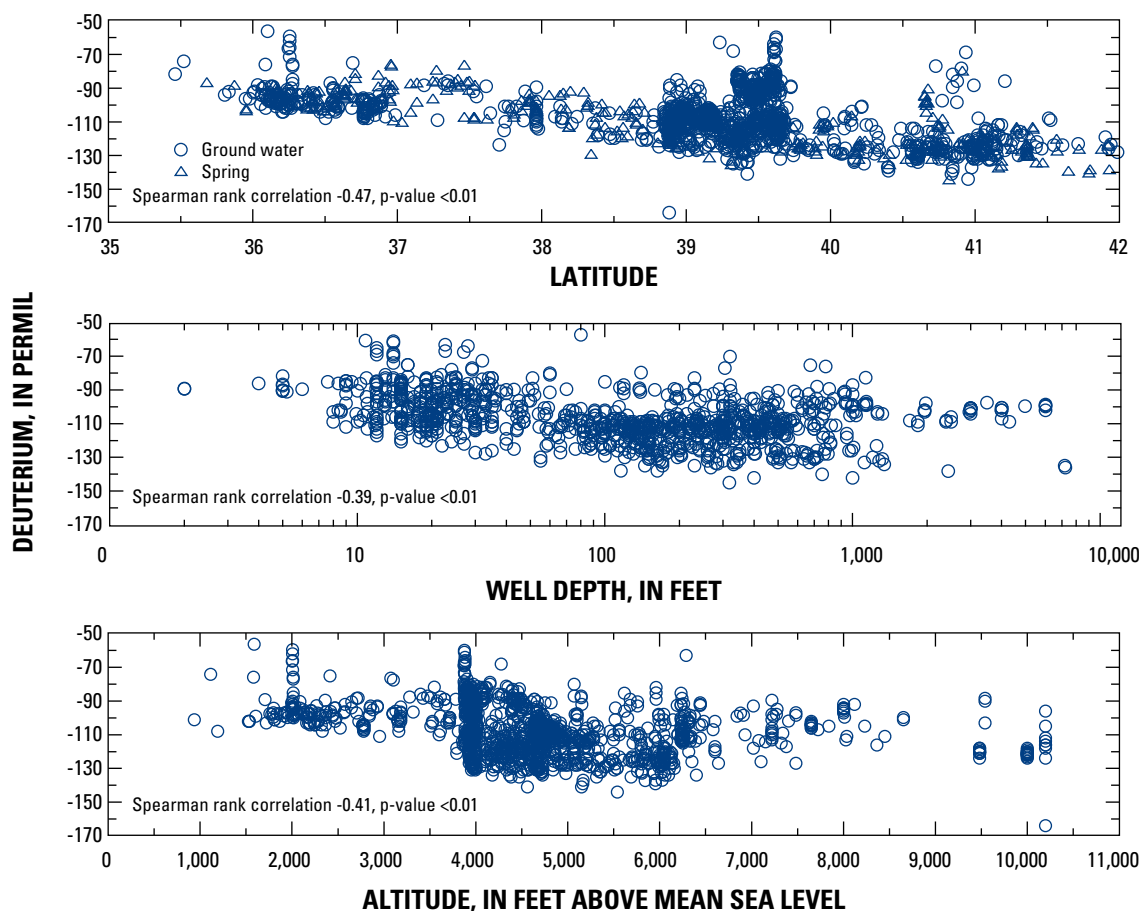 DEUTERIUM, IN PERMIL
-50
-70
-90
-110
-130
-150
-170
Ground water
Spring
Spearman rank correlation -0.47, p-value <0.01
35 36 37 38 39 40 41 42
LATITUDE
-50
-70
-90
-110
-130
-150
-170
Spearman rank correlation -0.39, p-value <0.01
0 10 100 1,000 10,000
WELL DEPTH, IN FEET
-50
-70
-90
-110
-130
-150
-170
Spearman rank correlation -0.41, p-value <0.01
0 1,000 2,000 3,000 4,000 5,000 6,000 7,000 8,000 9,000 10,000 11,000
ALTITUDE, IN FEET ABOVE MEAN SEA LEVEL